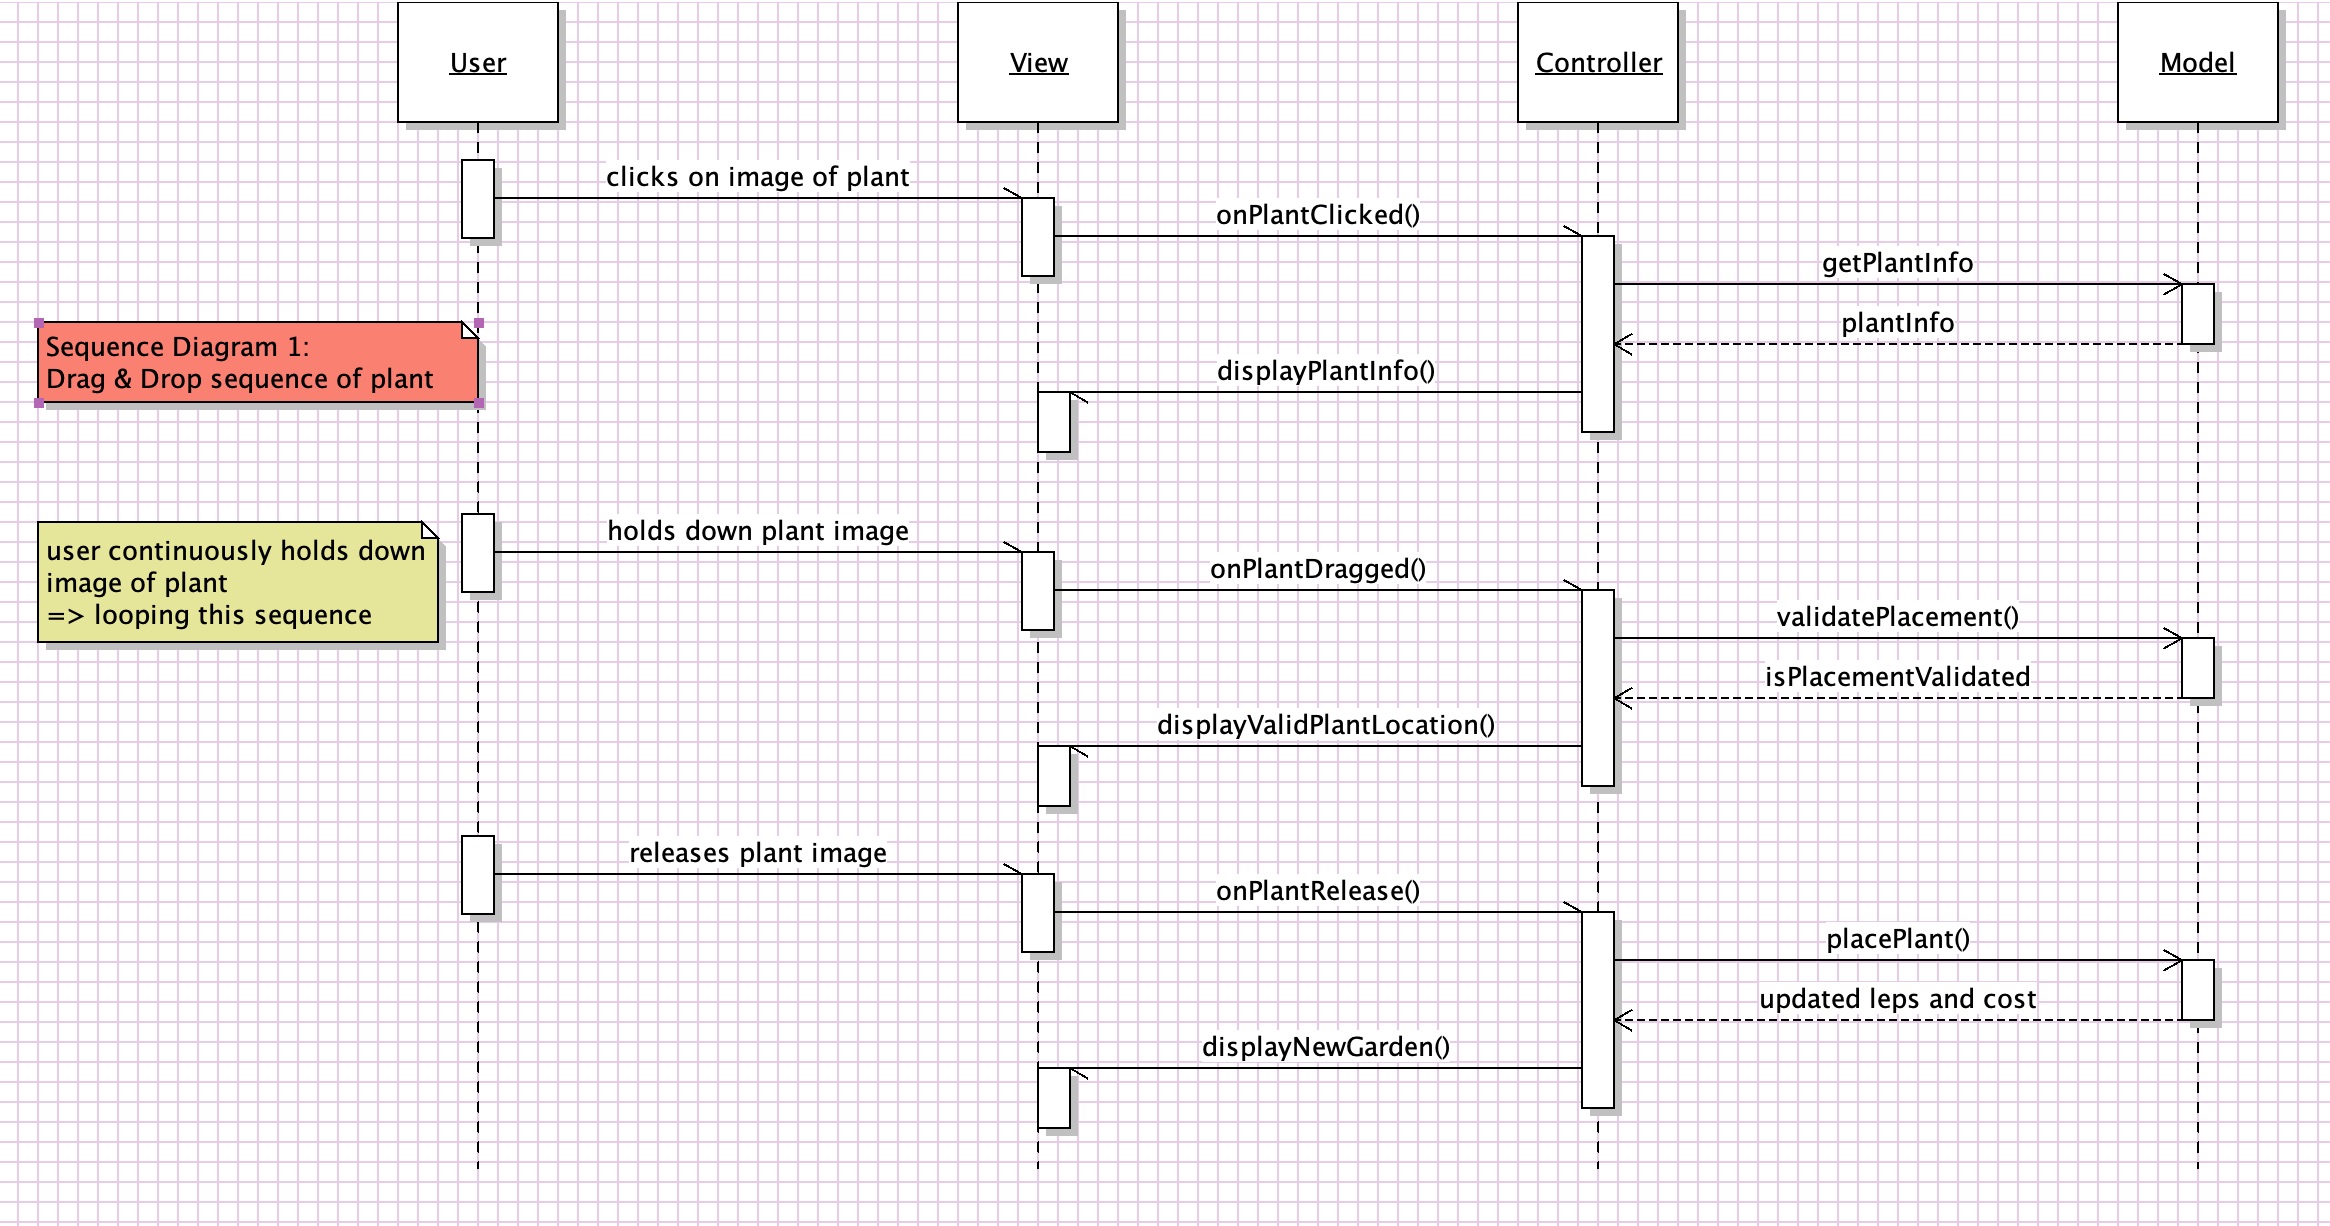 User
View
Controller
Model
clicks on image of plant
onPlantClicked()
getPlantInfo
plantInfo
Sequence Diagram 1:
Drag & Drop sequence of plant
displayPlantInfo()
holds down plant image
user continuously holds down
image of plant
=> looping this sequence
onPlantDragged()
validatePlacement()
isPlacementValidated
displayValidPlantLocation()
releases plant image
onPlantRelease()
placePlant()
updated leps and cost
displayNewGarden()